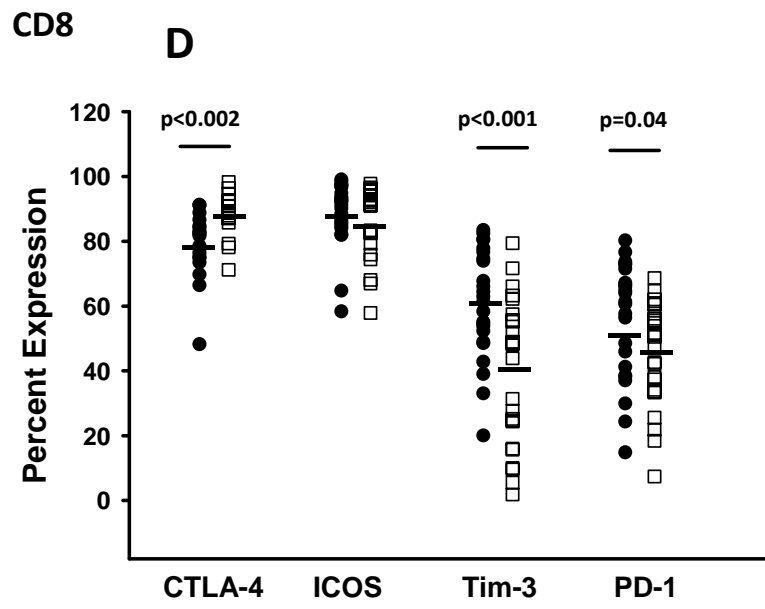 CD8
D
p<0.002
p<0.001
p=0.04
120
100
80
60
40
20
0
Percent Expression
CTLA-4 ICOS Tim-3 PD-1